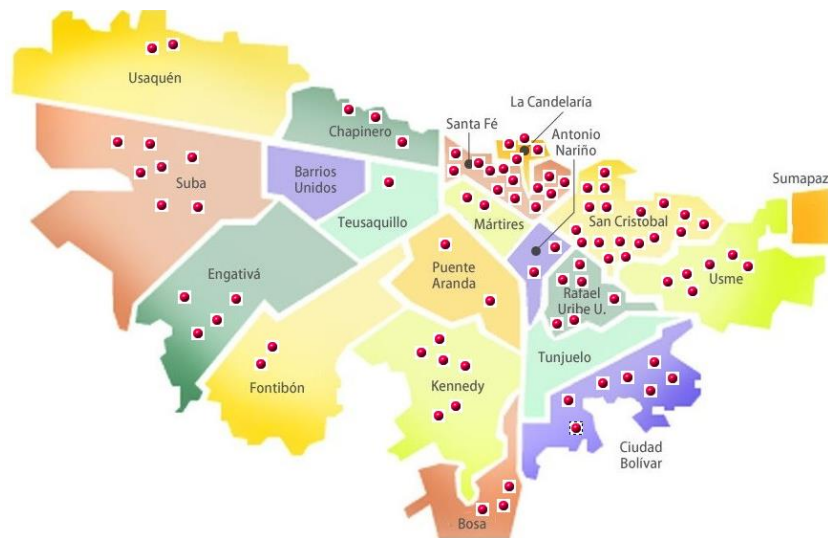 Usaquén
La Candelaría
Santa Fé
Antonio
Nariño
Chapinero
Barrios
Unidos
Suba
Sumapaz
Teusaquillo
Mártires
San Cristobal
Engativá
Puente
Aranda
Usme
Rafael
Uribe U.
Tunjuelo
Fontibón
Kennedy
Ciudad
Bolívar
Bosa